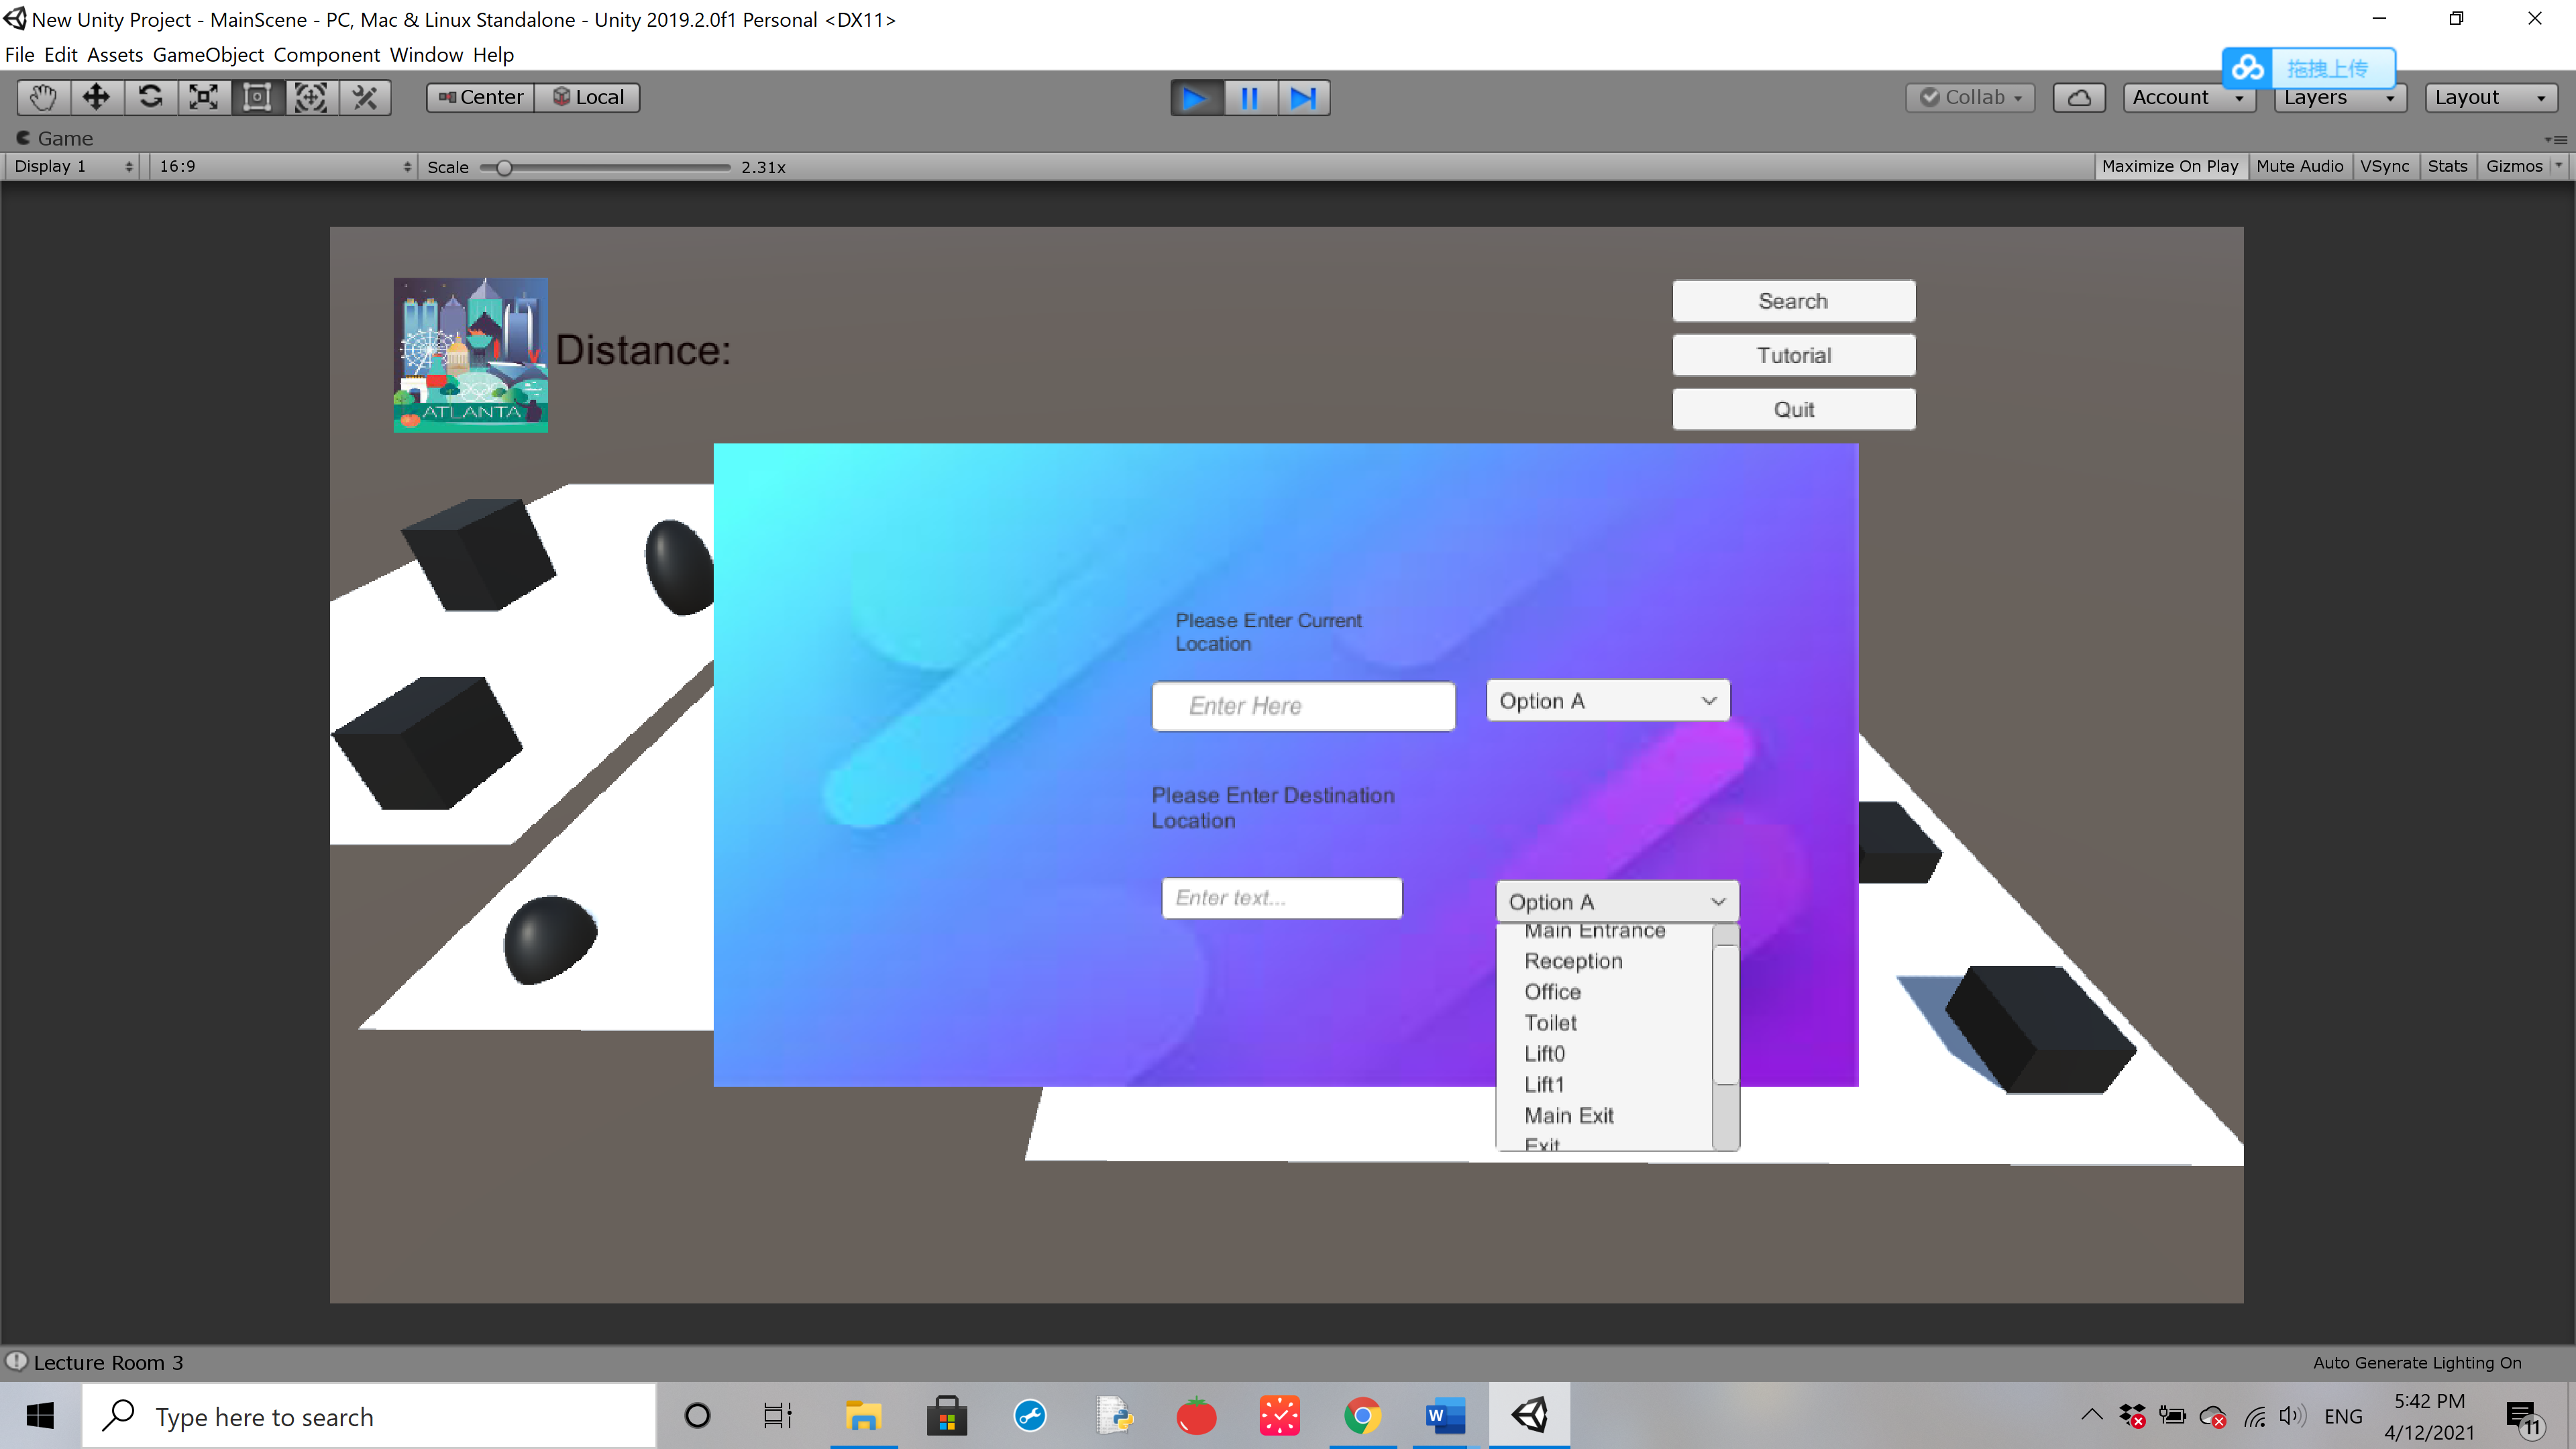 New Unity Project - MainScene - PC, Mac & Linux Standalone - Unity 2019.2.0f1 Personal <DX11>
File Edit Assets GameObject Component Window Help
拖拽上传
Center Local
Collab Account Layers Layout
Game
Display 1 16:9 Scale 2.31x Maximize On Play Mute Audio VSync Stats Gizmos
Search
Tutorial
Quit
Distance:
ATLANTA
Please Enter Current
Location
Enter Here
Option A
Please Enter Destination
Location
Enter text...
Option A
Main Entrance
Reception
Office
Toilet
Lift0
Lift1
Main Exit
Exit
Lecture Room 3
Auto Generate Lighting On
Type here to search
W
ENG
5:42 PM
4/12/2021
11